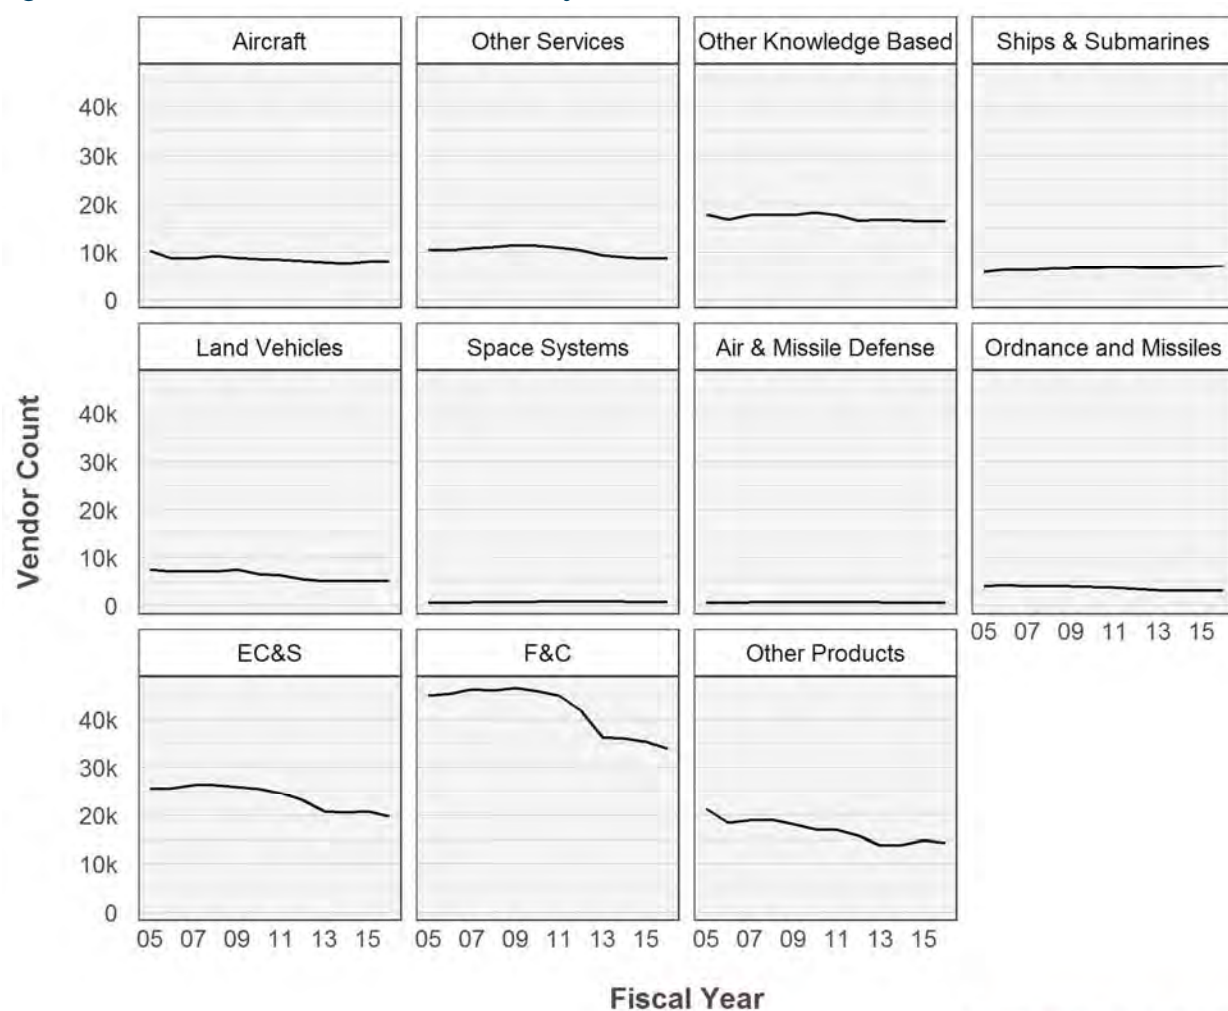 Aircraft
Other Services
Other Knowledge Based
Ships & Submarines
40k
30k
20k
10k
0
Land Vehicles
Space Systems
Air & Missile Defense
Ordnance and Missiles
40k
30k
20k
10k
0
05 07 09 11 13 15
EC&S
F&C
Other Products
40k
30k
20k
10k
0
05 07 09 11 13 15
05 07 09 11 13 15
05 07 09 11 13 15
Vendor Count
Fiscal Year